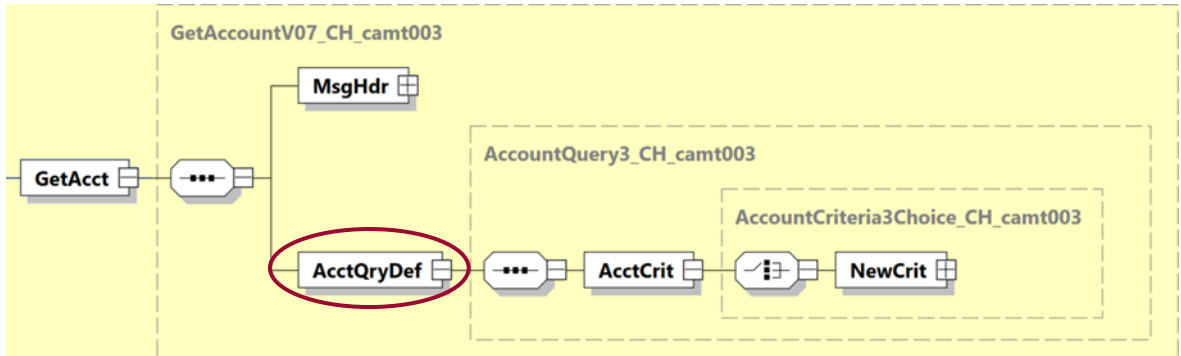 GetAccountV07_CH_camt003
MsgHdr
AccountQuery3_CH_camt003
GetAcct
AccountCriteria3Choice_CH_camt003
AcctQryDef
AcctCrit
NewCrit